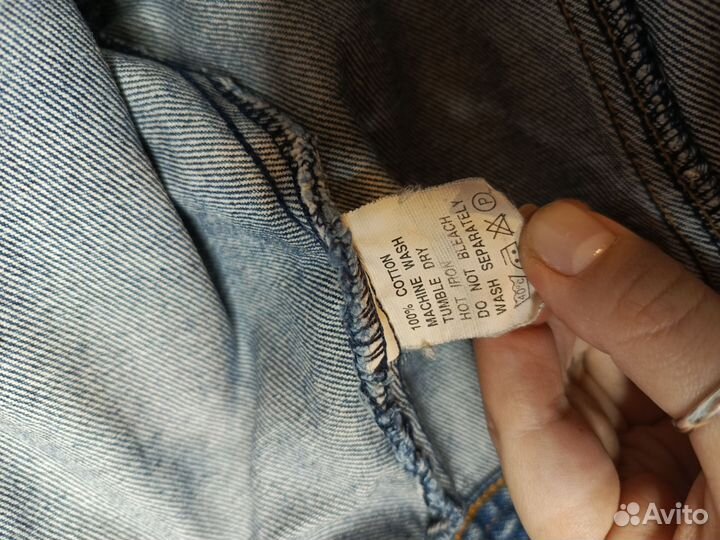 100% COTTON
MACHINE WASH
TUMBLE DRY
HOT IRON
DO NOT BLEACH
WASH SEPARATELY
P
40°C
Avito